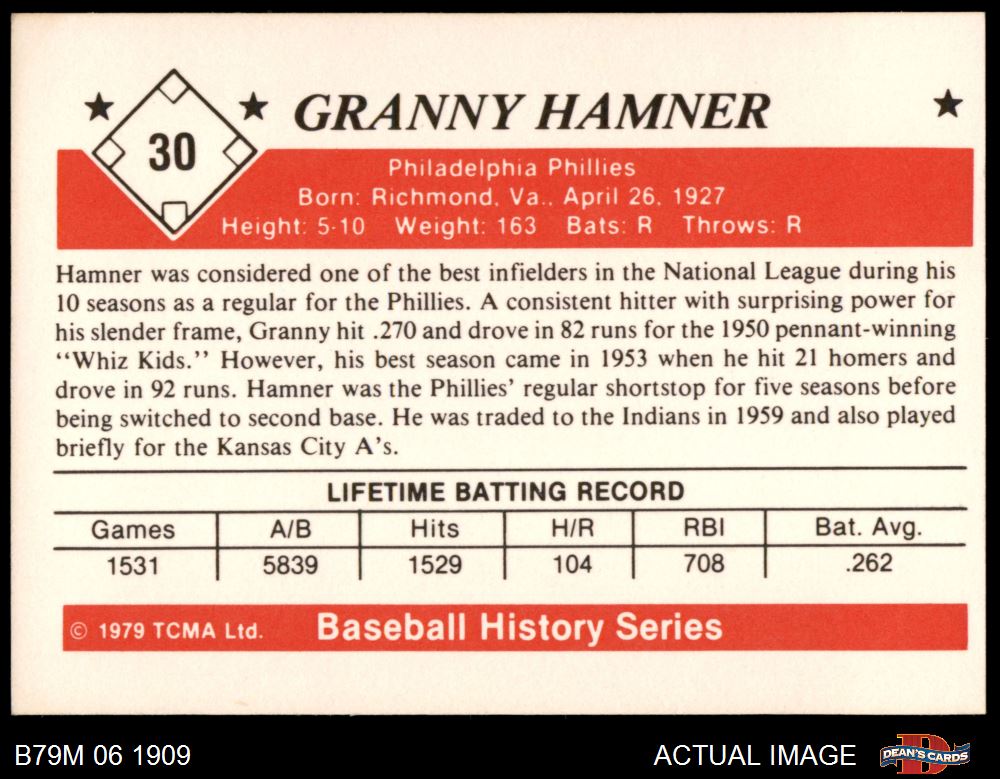 30
GRANNY HAMNER
Philadelphia Phillies
Born: Richmond, Va., April 26, 1927
Height: 5-10 Weight: 163 Bats: R Throws: R
Hamner was considered one of the best infielders in the National League during his
10 seasons as a regular for the Phillies. A consistent hitter with surprising power for
his slender frame, Granny hit .270 and drove in 82 runs for the 1950 pennant-winning
“Whiz Kids.” However, his best season came in 1953 when he hit 21 homers and
drove in 92 runs. Hamner was the Phillies’ regular shortstop for five seasons before
being switched to second base. He was traded to the Indians in 1959 and also played
briefly for the Kansas City A’s.
LIFETIME BATTING RECORD
Games A/B Hits H/R RBI Bat. Avg.
1531 5839 1529 104 708 .262
© 1979 TCMA Ltd. Baseball History Series
B79M 06 1909 ACTUAL IMAGE DEAN'S CARDS